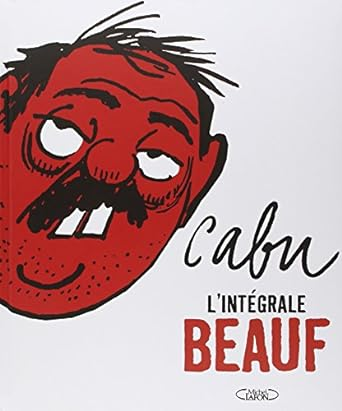 cabu
L'INTÉGRALE
BEAUF
Michel
LAFON